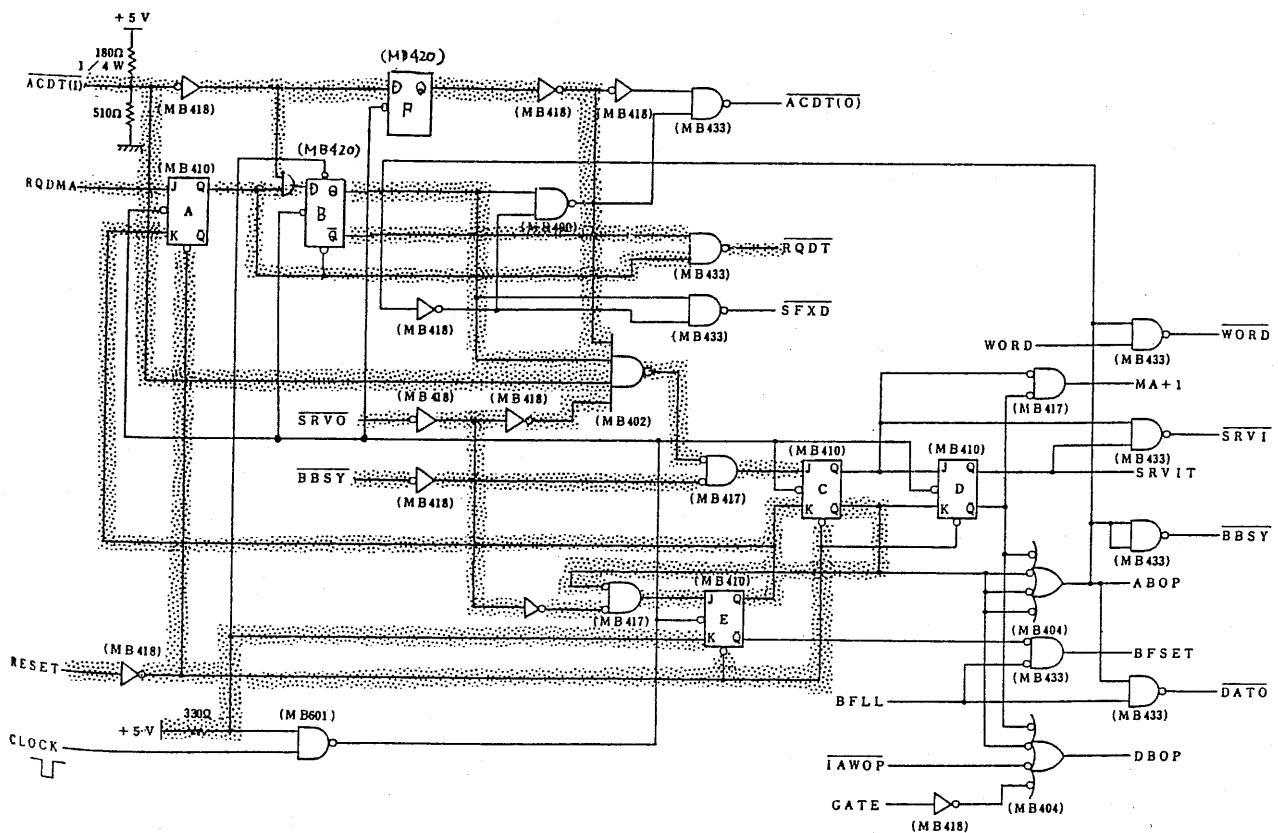 +5V
180Ω
1/4W
ACDT(I)
510Ω
(MB418)
(MB420)
D Q
F
(MB418)
(MB418)
(MB433)
ACDT(O)
(MB410)
RQDMA
J Q
A
K Q
(MB420)
D Q
B
Q
(MB400)
(MB433)
RQDT
(MB418)
(MB433)
SFXD
WORD
(MB433)
WORD
(MB418)
(MB418)
(MB402)
SRVO
(MB417)
MA+1
BBSY
(MB418)
(MB417)
(MB410)
J Q
C
K Q
(MB410)
J Q
D
K Q
(MB433)
SRVI
SRVIT
(MB433)
BBSY
(MB417)
(MB410)
J Q
E
K Q
(MB404)
ABOP
RESET
(MB418)
(MB433)
BFSET
BFLL
(MB433)
DATO
330Ω
+5V
(MB601)
CLOCK
IAWOP
DBOP
GATE
(MB418)
(MB404)